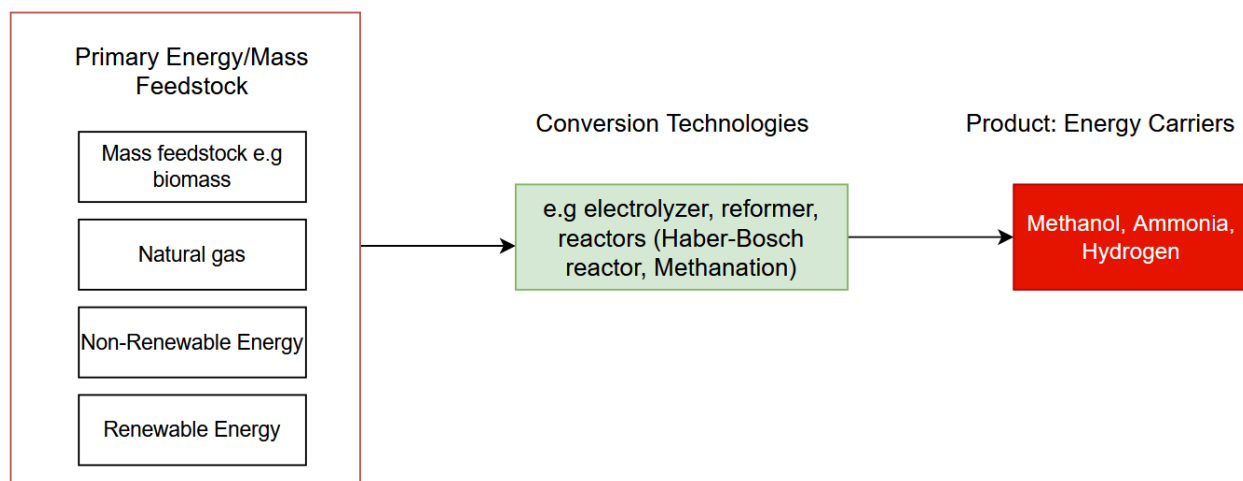 Primary Energy/Mass
Feedstock
Mass feedstock e.g
biomass
Natural gas
Non-Renewable Energy
Renewable Energy
Conversion Technologies
e.g electrolyzer, reformer,
reactors (Haber-Bosch
reactor, Methanation)
Product: Energy Carriers
Methanol, Ammonia,
Hydrogen